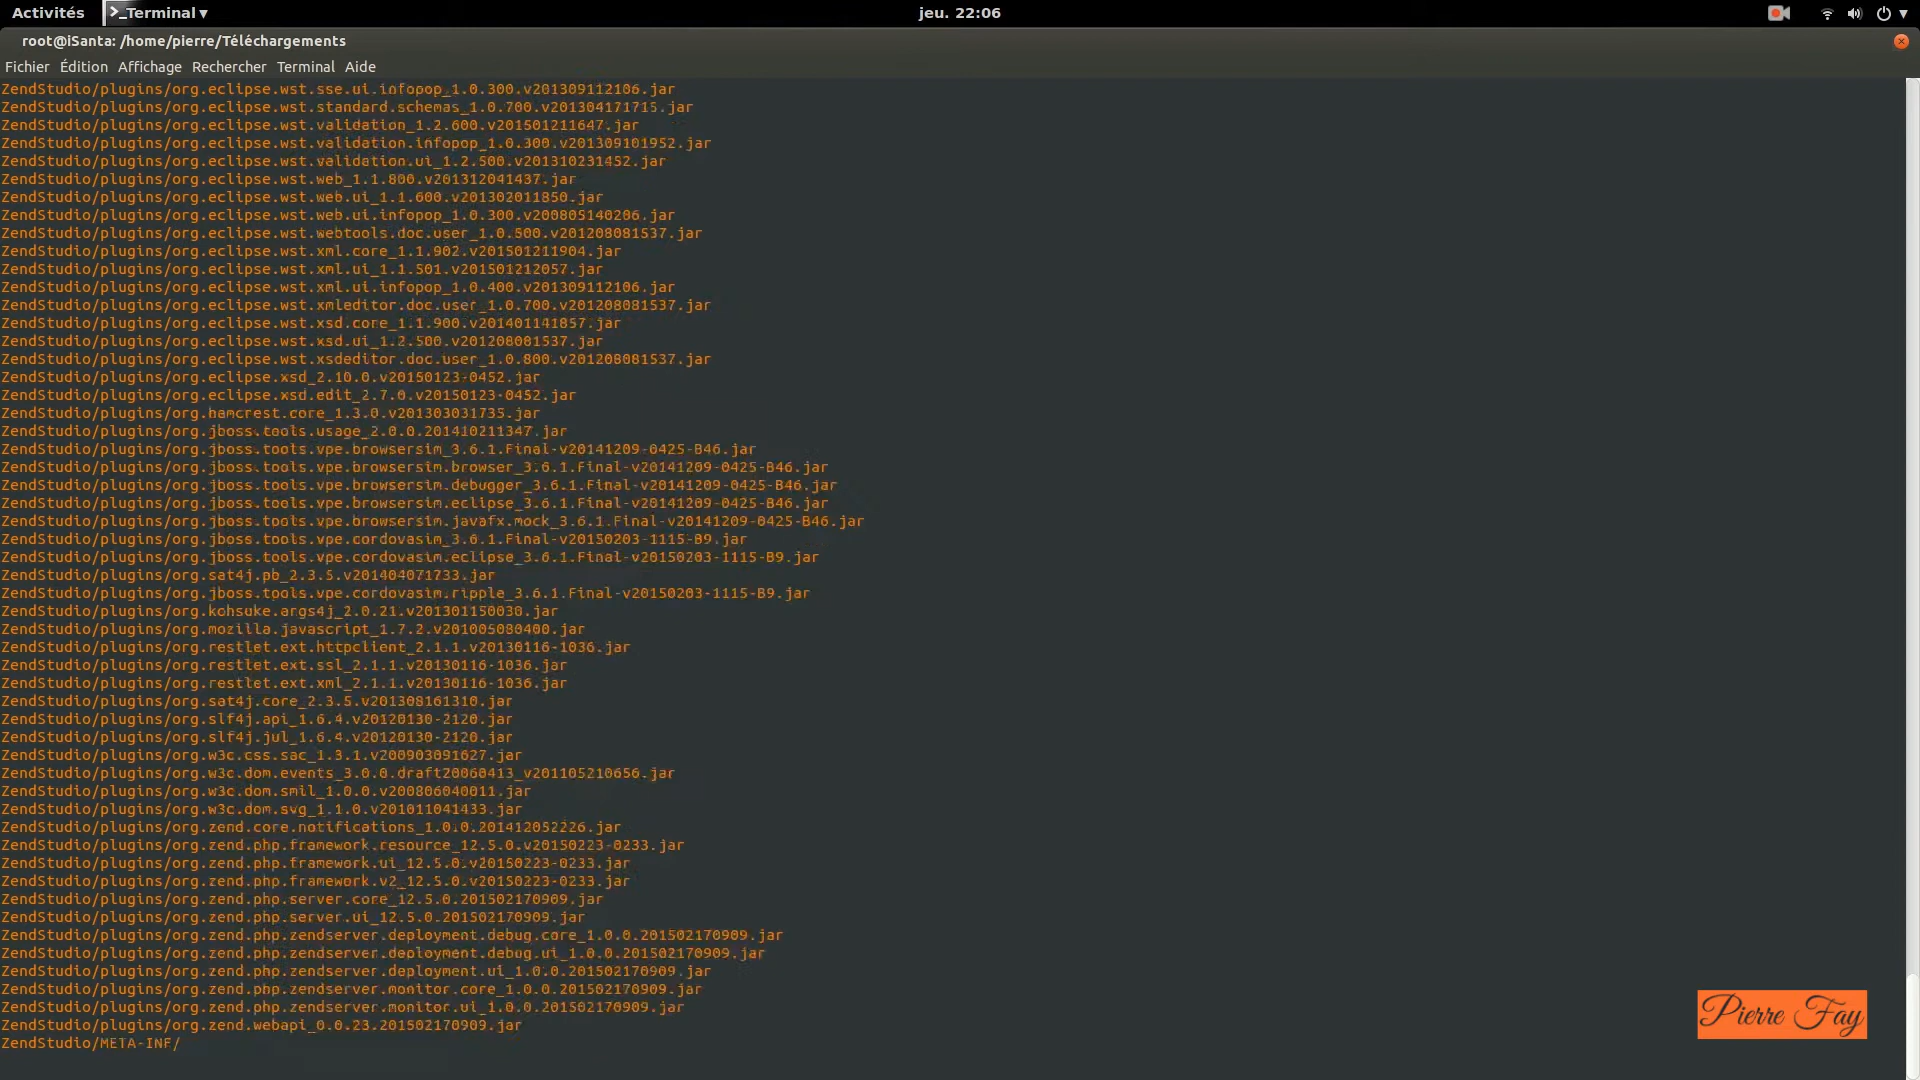 Activités
>_Terminal ▾
jeu. 22:06
root@iSanta: /home/pierre/Téléchargements
Fichier Édition Affichage Rechercher Terminal Aide
ZendStudio/plugins/org.eclipse.wst.sse.ui.infopop_1.0.300.v201309112106.jar
ZendStudio/plugins/org.eclipse.wst.standard.schemas_1.0.700.v201304171715.jar
ZendStudio/plugins/org.eclipse.wst.validation_1.2.600.v201501211647.jar
ZendStudio/plugins/org.eclipse.wst.validation.infopop_1.0.300.v201309101952.jar
ZendStudio/plugins/org.eclipse.wst.validation.ui_1.2.500.v201310231452.jar
ZendStudio/plugins/org.eclipse.wst.web_1.1.800.v201312041437.jar
ZendStudio/plugins/org.eclipse.wst.web.ui_1.1.600.v201302011850.jar
ZendStudio/plugins/org.eclipse.wst.web.ui.infopop_1.0.300.v200805140206.jar
ZendStudio/plugins/org.eclipse.wst.webtools.doc.user_1.0.500.v201208081537.jar
ZendStudio/plugins/org.eclipse.wst.xml.core_1.1.902.v201501211904.jar
ZendStudio/plugins/org.eclipse.wst.xml.ui_1.1.501.v201501212057.jar
ZendStudio/plugins/org.eclipse.wst.xml.ui.infopop_1.0.400.v201309112106.jar
ZendStudio/plugins/org.eclipse.wst.xmleditor.doc.user_1.0.700.v201208081537.jar
ZendStudio/plugins/org.eclipse.wst.xsd.core_1.1.900.v201401141857.jar
ZendStudio/plugins/org.eclipse.wst.xsd.ui_1.2.500.v201208081537.jar
ZendStudio/plugins/org.eclipse.wst.xsdeditor.doc.user_1.0.800.v201208081537.jar
ZendStudio/plugins/org.eclipse.xsd_2.10.0.v20150123-0452.jar
ZendStudio/plugins/org.eclipse.xsd.edit_2.7.0.v20150123-0452.jar
ZendStudio/plugins/org.hamcrest.core_1.3.0.v201303031735.jar
ZendStudio/plugins/org.jboss.tools.usage_2.0.0.201410211347.jar
ZendStudio/plugins/org.jboss.tools.vpe.browsersim_3.6.1.Final-v20141209-0425-B46.jar
ZendStudio/plugins/org.jboss.tools.vpe.browsersim.browser_3.6.1.Final-v20141209-0425-B46.jar
ZendStudio/plugins/org.jboss.tools.vpe.browsersim.debugger_3.6.1.Final-v20141209-0425-B46.jar
ZendStudio/plugins/org.jboss.tools.vpe.browsersim.eclipse_3.6.1.Final-v20141209-0425-B46.jar
ZendStudio/plugins/org.jboss.tools.vpe.browsersim.javafx.mock_3.6.1.Final-v20141209-0425-B46.jar
ZendStudio/plugins/org.jboss.tools.vpe.cordovasim_3.6.1.Final-v20150203-1115-B9.jar
ZendStudio/plugins/org.jboss.tools.vpe.cordovasim.eclipse_3.6.1.Final-v20150203-1115-B9.jar
ZendStudio/plugins/org.sat4j.pb_2.3.5.v201404071733.jar
ZendStudio/plugins/org.jboss.tools.vpe.cordovasim.ripple_3.6.1.Final-v20150203-1115-B9.jar
ZendStudio/plugins/org.kohsuke.args4j_2.0.21.v201301150030.jar
ZendStudio/plugins/org.mozilla.javascript_1.7.2.v201005080400.jar
ZendStudio/plugins/org.restlet.ext.httpclient_2.1.1.v20130116-1036.jar
ZendStudio/plugins/org.restlet.ext.ssl_2.1.1.v20130116-1036.jar
ZendStudio/plugins/org.restlet.ext.xml_2.1.1.v20130116-1036.jar
ZendStudio/plugins/org.sat4j.core_2.3.5.v201308161310.jar
ZendStudio/plugins/org.slf4j.api_1.6.4.v20120130-2120.jar
ZendStudio/plugins/org.slf4j.jul_1.6.4.v20120130-2120.jar
ZendStudio/plugins/org.w3c.css.sac_1.3.1.v200903091627.jar
ZendStudio/plugins/org.w3c.dom.events_3.0.0.draft20060413_v201105210656.jar
ZendStudio/plugins/org.w3c.dom.smil_1.0.0.v200806040011.jar
ZendStudio/plugins/org.w3c.dom.svg_1.1.0.v201011041433.jar
ZendStudio/plugins/org.zend.core.notifications_1.0.0.201412052226.jar
ZendStudio/plugins/org.zend.php.framework.resource_12.5.0.v20150223-0233.jar
ZendStudio/plugins/org.zend.php.framework.ui_12.5.0.v20150223-0233.jar
ZendStudio/plugins/org.zend.php.framework.v2_12.5.0.v20150223-0233.jar
ZendStudio/plugins/org.zend.php.server.core_12.5.0.201502170909.jar
ZendStudio/plugins/org.zend.php.server.ui_12.5.0.201502170909.jar
ZendStudio/plugins/org.zend.php.zendserver.deployment.debug.core_1.0.0.201502170909.jar
ZendStudio/plugins/org.zend.php.zendserver.deployment.debug.ui_1.0.0.201502170909.jar
ZendStudio/plugins/org.zend.php.zendserver.deployment.ui_1.0.0.201502170909.jar
ZendStudio/plugins/org.zend.php.zendserver.monitor.core_1.0.0.201502170909.jar
ZendStudio/plugins/org.zend.php.zendserver.monitor.ui_1.0.0.201502170909.jar
ZendStudio/plugins/org.zend.webapi_0.0.23.201502170909.jar
ZendStudio/META-INF/
Pierre Fay